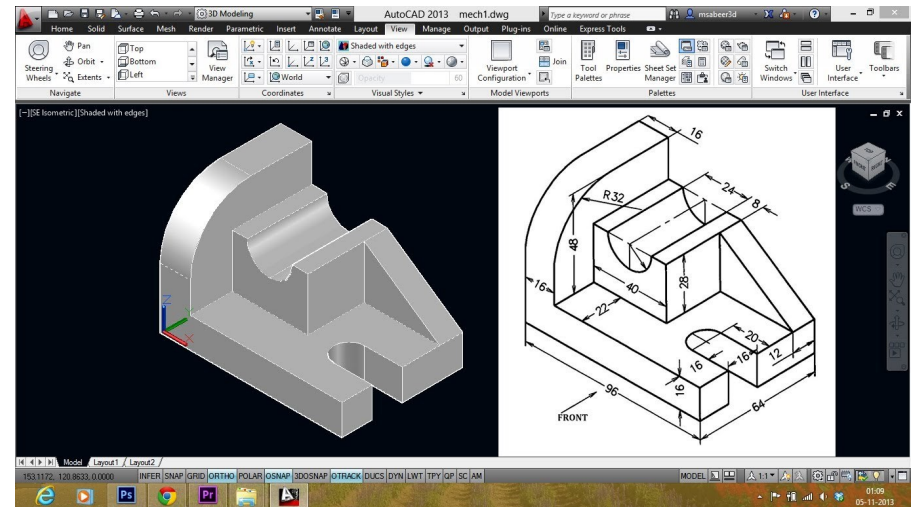 3D Modeling
AutoCAD 2013 mech1.dwg
Type a keyword or phrase
msabeer3d
Home Solid Surface Mesh Render Parametric Insert Annotate Layout View Manage Output Plug-ins Online Express Tools
Steering Wheels
Pan
Orbit
Extents
Navigate
Top
Bottom
Left
View Manager
Views
World
Coordinates
Shaded with edges
Opacity 60
Visual Styles
Viewport Configuration
Join
Model Viewports
Tool Palettes
Properties
Sheet Set Manager
Palettes
Switch Windows
User Interface
Toolbars
User Interface
[−][SE Isometric][Shaded with edges]
Z
X
16
24
8
R32
48
16
40
28
22
20
16
16
12
16
96
64
FRONT
N
S
E
TOP
FRONT
RIGHT
WCS
Model Layout1 Layout2
153.1172, 120.8633, 0.0000
INFER SNAP GRID ORTHO POLAR OSNAP 3DOSNAP OTRACK DUCS DYN LWT TPY QP SC AM
MODEL
1:1
Ps
Pr
01:09
05-11-2013